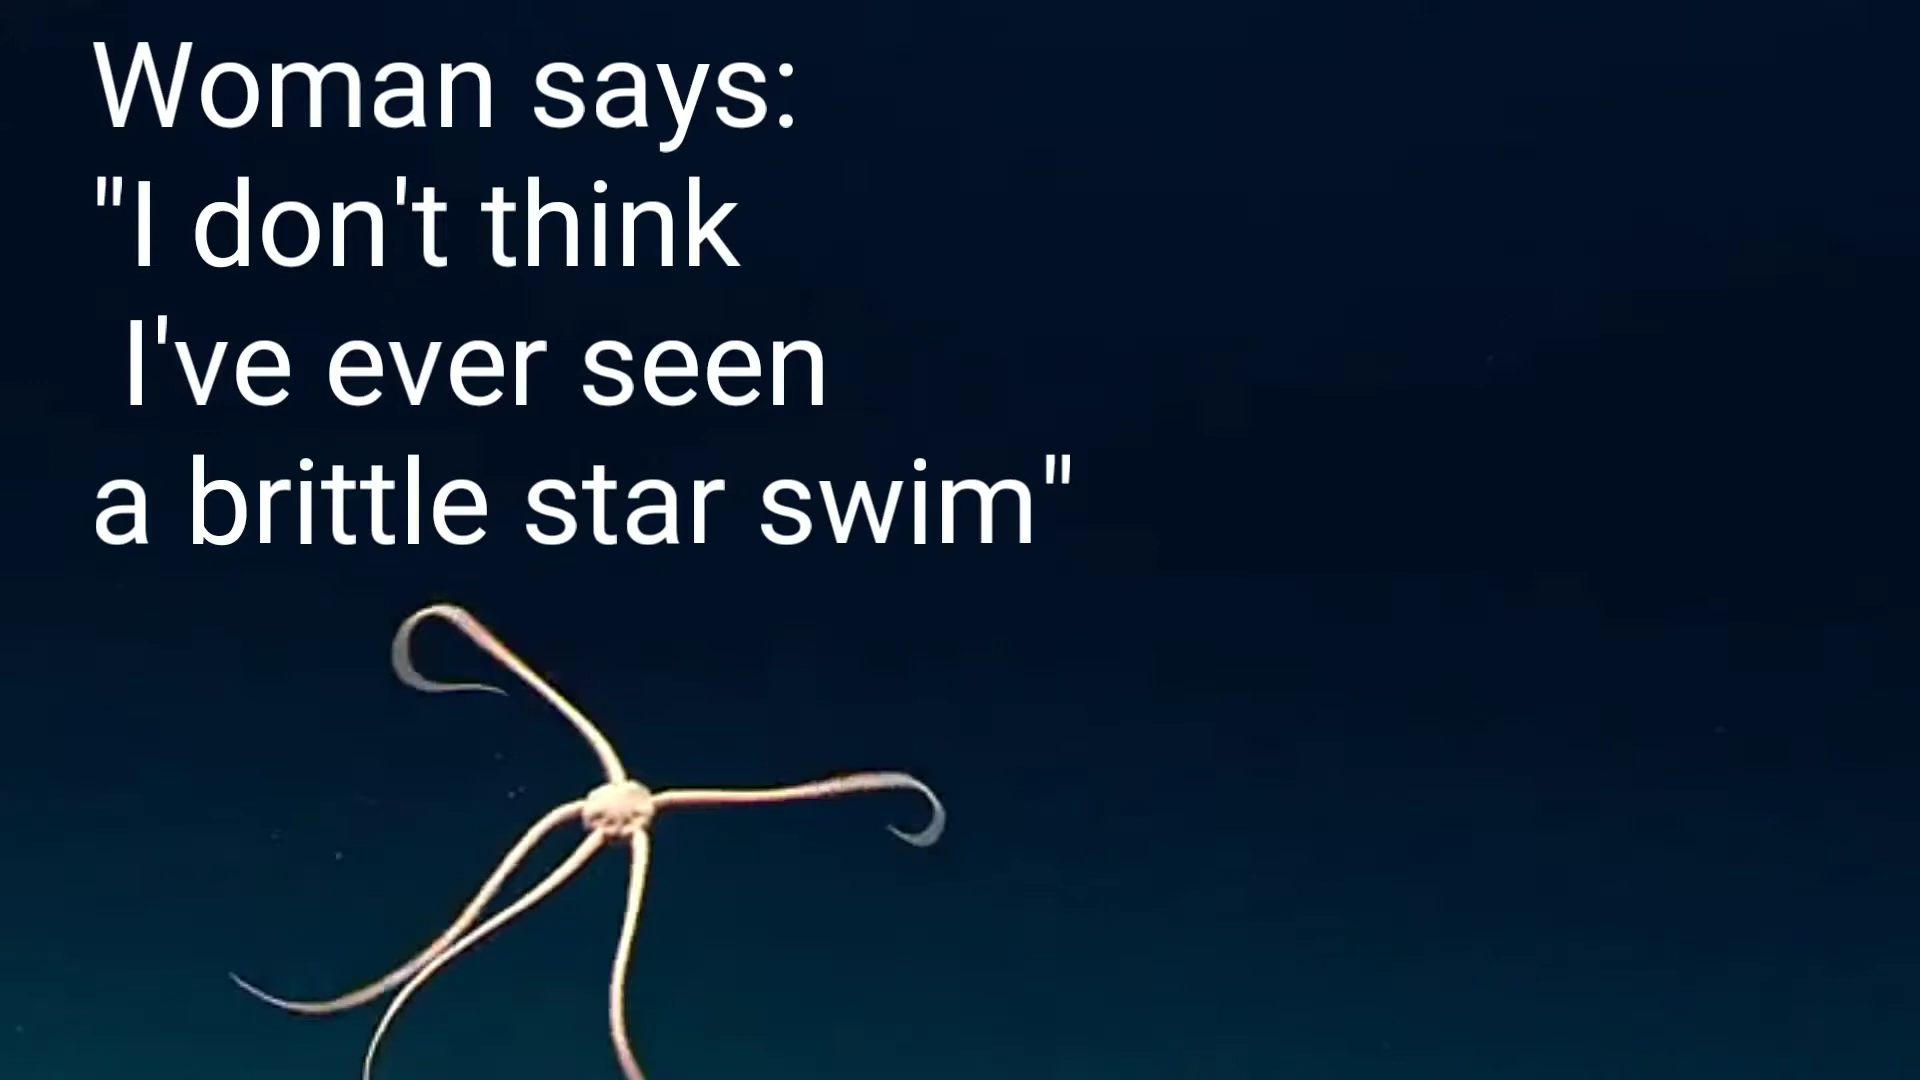 Woman says:
"I don't think
I've ever seen
a brittle star swim"